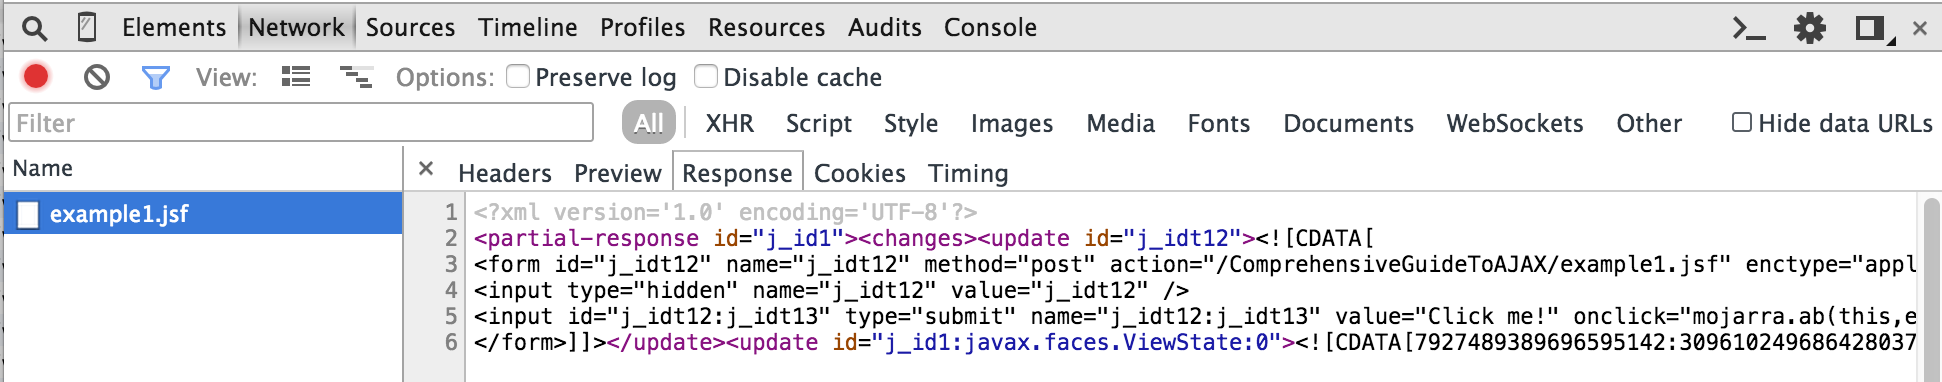 Elements Network Sources Timeline Profiles Resources Audits Console
View: Options: Preserve log Disable cache
Filter All XHR Script Style Images Media Fonts Documents WebSockets Other Hide data URLs
Name × Headers Preview Response Cookies Timing
example1.jsf
1 <?xml version='1.0' encoding='UTF-8'?>
2 <partial-response id="j_id1"><changes><update id="j_idt12"><![CDATA[
3 <form id="j_idt12" name="j_idt12" method="post" action="/ComprehensiveGuideToAJAX/example1.jsf" enctype="appl
4 <input type="hidden" name="j_idt12" value="j_idt12" />
5 <input id="j_idt12:j_idt13" type="submit" name="j_idt12:j_idt13" value="Click me!" onclick="mojarra.ab(this,e
6 </form>]]></update><update id="j_id1:javax.faces.ViewState:0"><![CDATA[7927489389696595142:309610249686428037